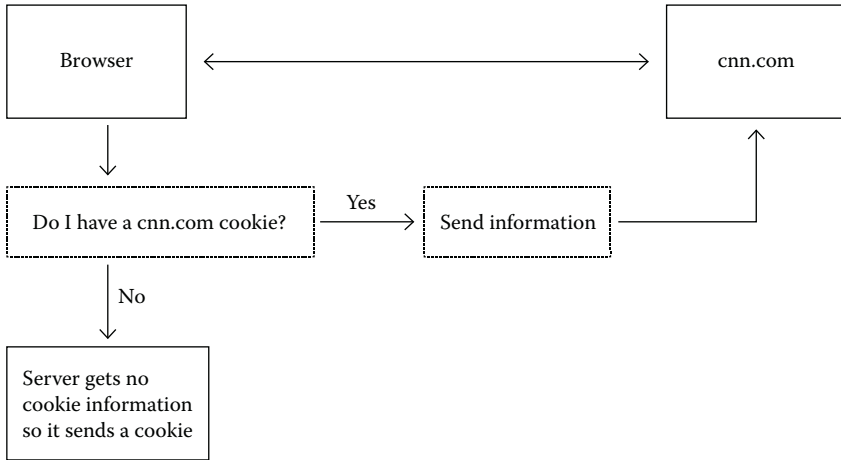 Browser
cnn.com
Do I have a cnn.com cookie?
Yes
Send information
No
Server gets no
cookie information
so it sends a cookie